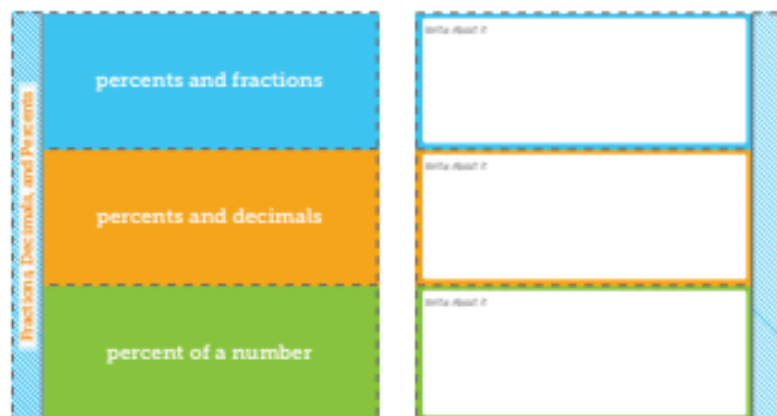 Fractions, Decimals, and Percents
percents and fractions
percents and decimals
percent of a number
Write About It
Write About It
Write About It